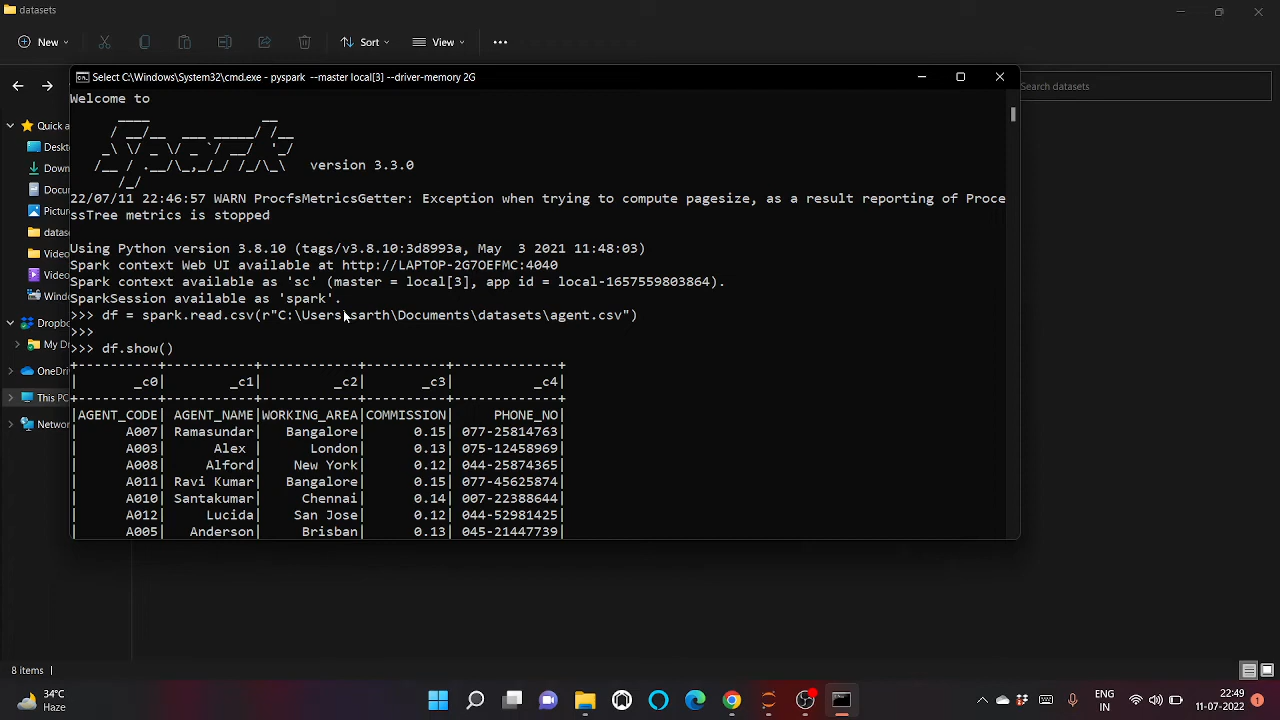 datasets
New
Sort
View
Search datasets
Select C:\Windows\System32\cmd.exe - pyspark --master local[3] --driver-memory 2G
Welcome to
Spark
version 3.3.0
22/07/11 22:46:57 WARN ProcfsMetricsGetter: Exception when trying to compute pagesize, as a result reporting of Proce
ssTree metrics is stopped
Using Python version 3.8.10 (tags/v3.8.10:3d8993a, May  3 2021 11:48:03)
Spark context Web UI available at http://LAPTOP-2G7OEFMC:4040
Spark context available as 'sc' (master = local[3], app id = local-1657559803864).
SparkSession available as 'spark'.
>>> df = spark.read.csv(r"C:\Users\sarth\Documents\datasets\agent.csv")
>>>
>>> df.show()
+----------+-----------+------------+----------+------------+
|       _c0|        _c1|         _c2|       _c3|         _c4|
+----------+-----------+------------+----------+------------+
|AGENT_CODE| AGENT_NAME|WORKING_AREA|COMMISSION|    PHONE_NO|
|      A007| Ramasundar|   Bangalore|      0.15|077-25814763|
|      A003|      Alex |      London|      0.13|075-12458969|
|      A008|     Alford|    New York|      0.12|044-25874365|
|      A011| Ravi Kumar|   Bangalore|      0.15|077-45625874|
|      A010| Santakumar|     Chennai|      0.14|007-22388644|
|      A012|     Lucida|    San Jose|      0.12|044-52981425|
|      A005|   Anderson|     Brisban|      0.13|045-21447739|
Quick a
Deskt
Down
Docu
Pictur
datase
Video
Video
Wind
Dropbo
My D
OneDriv
This PC
Networ
8 items
34°C
Haze
ENG
IN
22:49
11-07-2022
1